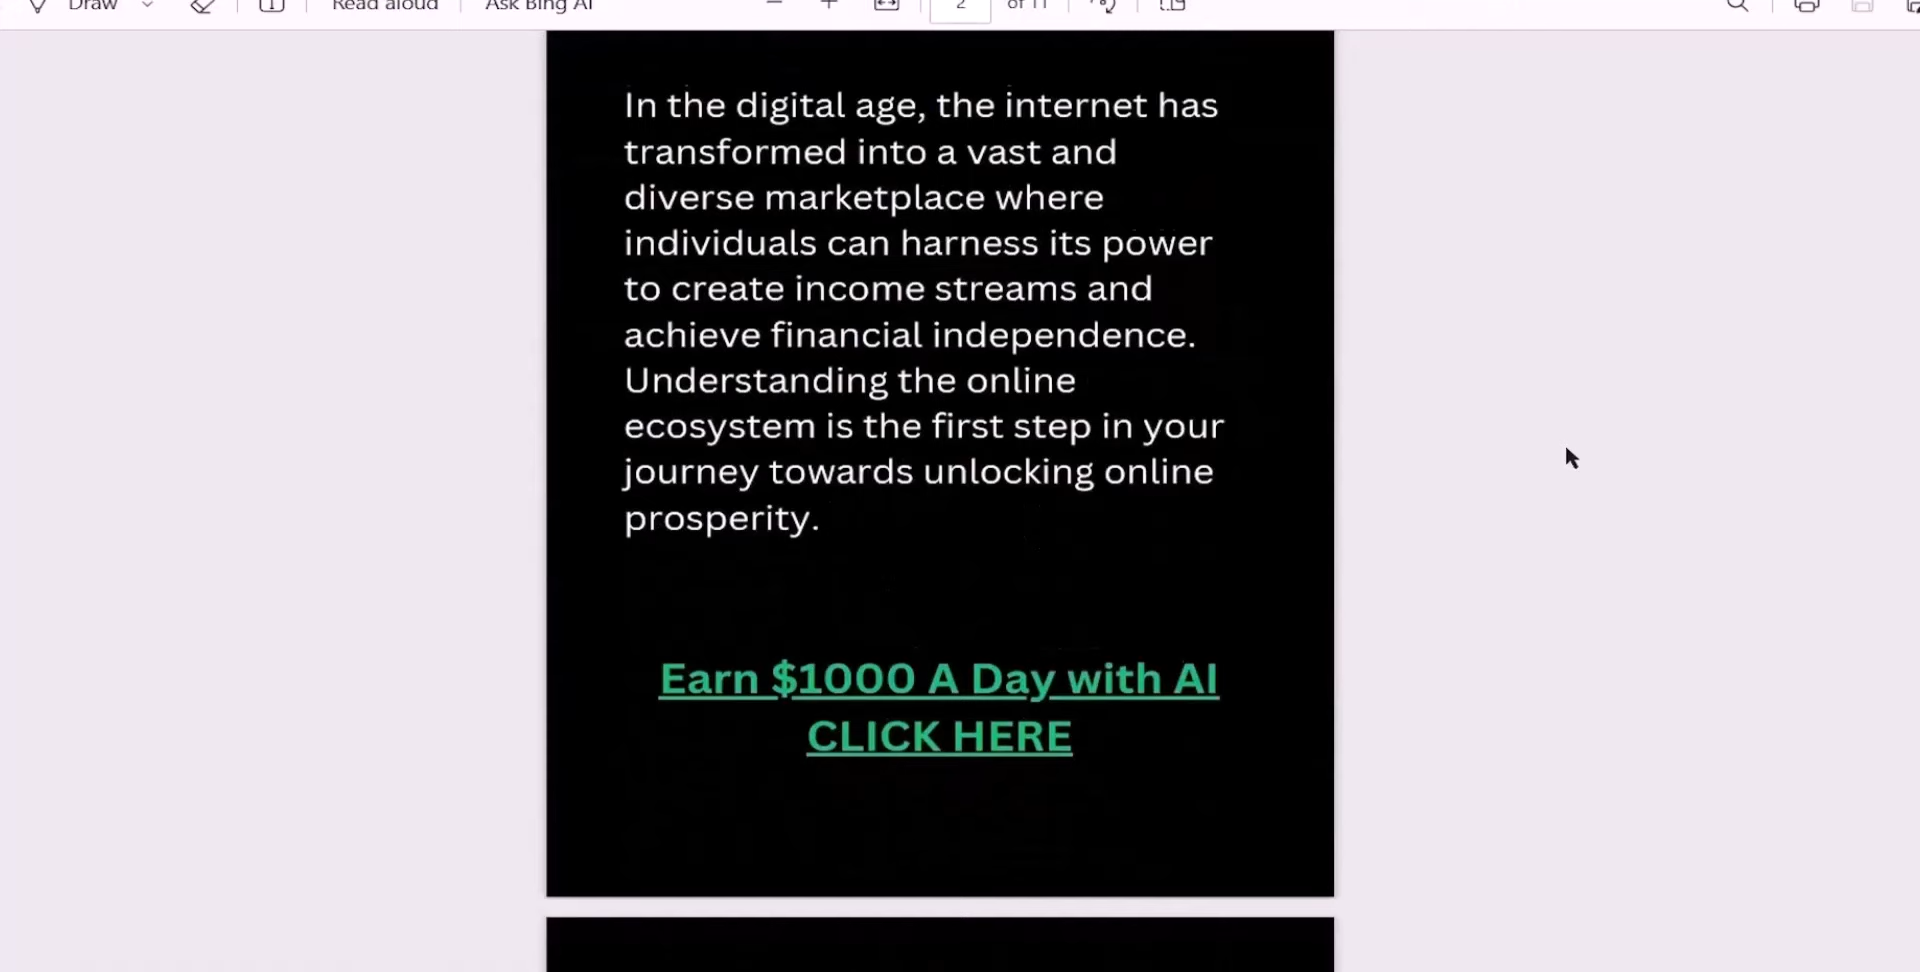 Draw
Read aloud
Ask Bing AI
2
of 11
In the digital age, the internet has
transformed into a vast and
diverse marketplace where
individuals can harness its power
to create income streams and
achieve financial independence.
Understanding the online
ecosystem is the first step in your
journey towards unlocking online
prosperity.
Earn $1000 A Day with AI
CLICK HERE